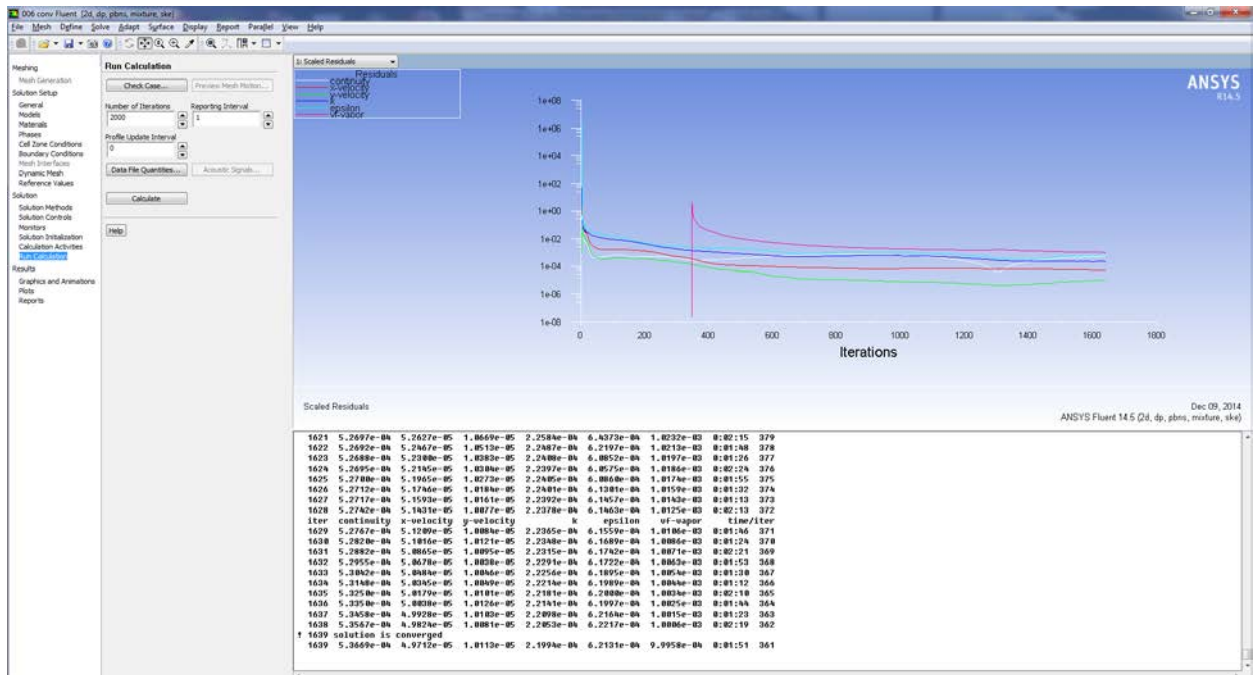 006 conv Fluent [2d, dp, pbns, mixture, ske]
File Mesh Define Solve Adapt Surface Display Report Parallel View Help
Meshing
Mesh Generation
Solution Setup
General
Models
Materials
Phases
Cell Zone Conditions
Boundary Conditions
Mesh Interfaces
Dynamic Mesh
Reference Values
Solution
Solution Methods
Solution Controls
Monitors
Solution Initialization
Calculation Activities
Run Calculation
Results
Graphics and Animations
Plots
Reports
Run Calculation
Check Case...
Preview Mesh Motion...
Number of Iterations
Reporting Interval
2000
1
Profile Update Interval
0
Data File Quantities...
Acoustic Signals...
Calculate
Help
1: Scaled Residuals
Residuals
continuity
x-velocity
y-velocity
k
epsilon
vf-vapor
ANSYS
R14.5
1e+08
1e+06
1e+04
1e+02
1e+00
1e-02
1e-04
1e-06
1e-08
0 200 400 600 800 1000 1200 1400 1600 1800
Iterations
Scaled Residuals
Dec 09, 2014
ANSYS Fluent 14.5 (2d, dp, pbns, mixture, ske)
1621 5.2697e-04 5.2627e-05 1.0669e-05 2.2584e-04 6.4373e-04 1.0232e-03 0:02:15 379
1622 5.2692e-04 5.2467e-05 1.0513e-05 2.2487e-04 6.2197e-04 1.0213e-03 0:01:48 378
1623 5.2688e-04 5.2300e-05 1.0383e-05 2.2408e-04 6.0852e-04 1.0197e-03 0:01:26 377
1624 5.2695e-04 5.2145e-05 1.0304e-05 2.2397e-04 6.0575e-04 1.0186e-03 0:02:24 376
1625 5.2700e-04 5.1965e-05 1.0273e-05 2.2405e-04 6.0860e-04 1.0174e-03 0:01:55 375
1626 5.2712e-04 5.1746e-05 1.0184e-05 2.2401e-04 6.1301e-04 1.0159e-03 0:01:32 374
1627 5.2717e-04 5.1593e-05 1.0161e-05 2.2392e-04 6.1457e-04 1.0143e-03 0:01:13 373
1628 5.2742e-04 5.1431e-05 1.0077e-05 2.2378e-04 6.1463e-04 1.0125e-03 0:02:13 372
iter continuity x-velocity y-velocity k epsilon vf-vapor time/iter
1629 5.2767e-04 5.1209e-05 1.0084e-05 2.2365e-04 6.1559e-04 1.0106e-03 0:01:46 371
1630 5.2820e-04 5.1016e-05 1.0121e-05 2.2348e-04 6.1689e-04 1.0086e-03 0:01:24 370
1631 5.2882e-04 5.0865e-05 1.0095e-05 2.2315e-04 6.1742e-04 1.0071e-03 0:02:21 369
1632 5.2955e-04 5.0678e-05 1.0038e-05 2.2291e-04 6.1722e-04 1.0063e-03 0:01:53 368
1633 5.3042e-04 5.0484e-05 1.0046e-05 2.2256e-04 6.1895e-04 1.0054e-03 0:01:30 367
1634 5.3148e-04 5.0345e-05 1.0049e-05 2.2214e-04 6.1989e-04 1.0044e-03 0:01:12 366
1635 5.3250e-04 5.0179e-05 1.0101e-05 2.2181e-04 6.2000e-04 1.0034e-03 0:02:10 365
1636 5.3350e-04 5.0038e-05 1.0126e-05 2.2141e-04 6.1997e-04 1.0025e-03 0:01:44 364
1637 5.3458e-04 4.9928e-05 1.0103e-05 2.2098e-04 6.2164e-04 1.0015e-03 0:01:23 363
1638 5.3567e-04 4.9824e-05 1.0081e-05 2.2053e-04 6.2217e-04 1.0006e-03 0:02:19 362
! 1639 solution is converged
1639 5.3669e-04 4.9712e-05 1.0113e-05 2.1994e-04 6.2131e-04 9.9958e-04 0:01:51 361